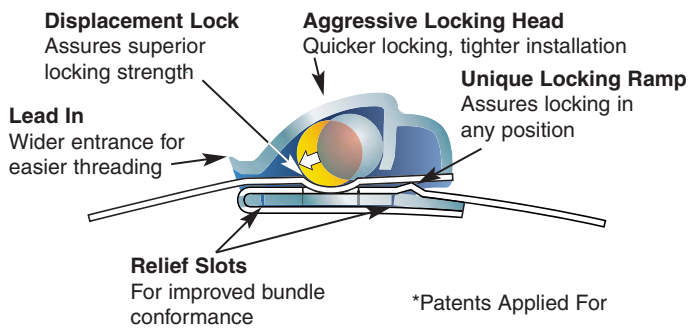 Displacement Lock
Assures superior
locking strength
Aggressive Locking Head
Quicker locking, tighter installation
Unique Locking Ramp
Assures locking in
any position
Lead In
Wider entrance for
easier threading
Relief Slots
For improved bundle
conformance
*Patents Applied For